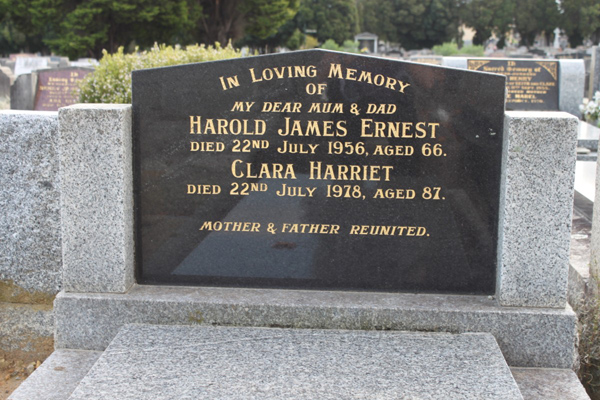 In Loving Memory
OF
MY DEAR MUM & DAD
HAROLD JAMES ERNEST
DIED 22ND JULY 1956, AGED 66.
CLARA HARRIET
DIED 22ND JULY 1978, AGED 87.
MOTHER & FATHER REUNITED.